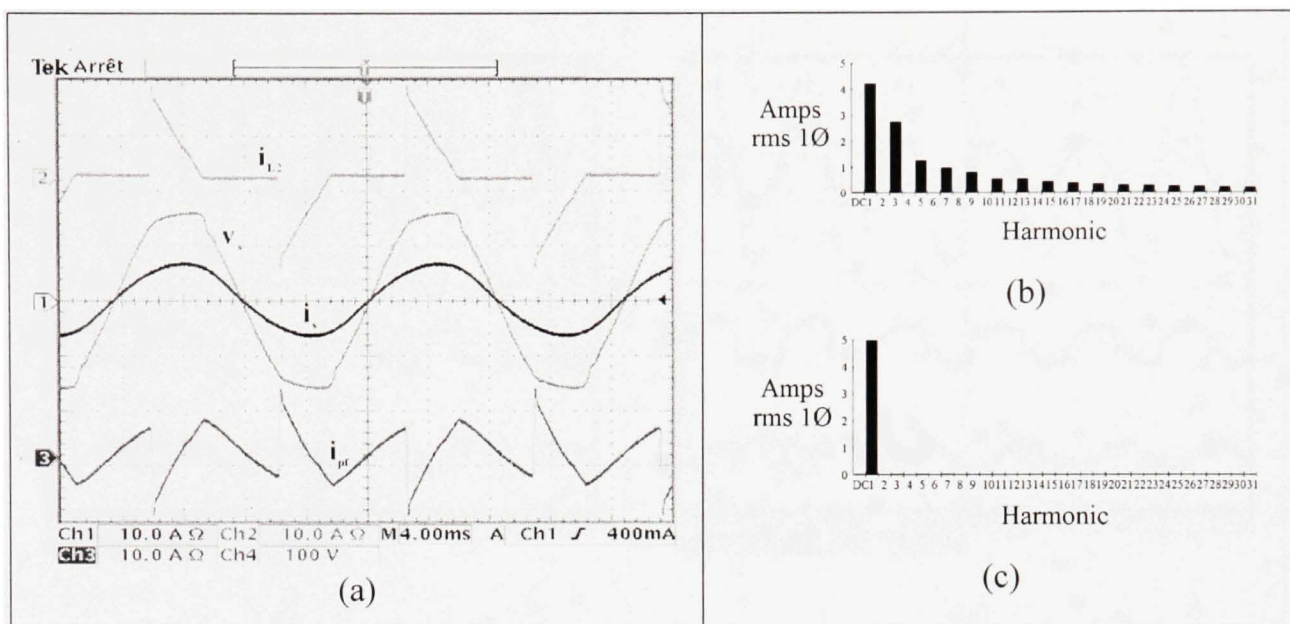 Tek Arrêt
2
i
v
1
i
3
i
Ch1 10.0 A Ω Ch2 10.0 A Ω M4.00ms A Ch1 400mA
Ch3 10.0 A Ω Ch4 100 V
(a)
5
4
3
2
1
0
Amps
rms 1Ø
DC1 2 3 4 5 6 7 8 9 10 11 12 13 14 15 16 17 18 19 20 21 22 23 24 25 26 27 28 29 30 31
Harmonic
(b)
5
4
3
2
1
0
Amps
rms 1Ø
DC1 2 3 4 5 6 7 8 9 10 11 12 13 14 15 16 17 18 19 20 21 22 23 24 25 26 27 28 29 30 31
Harmonic
(c)